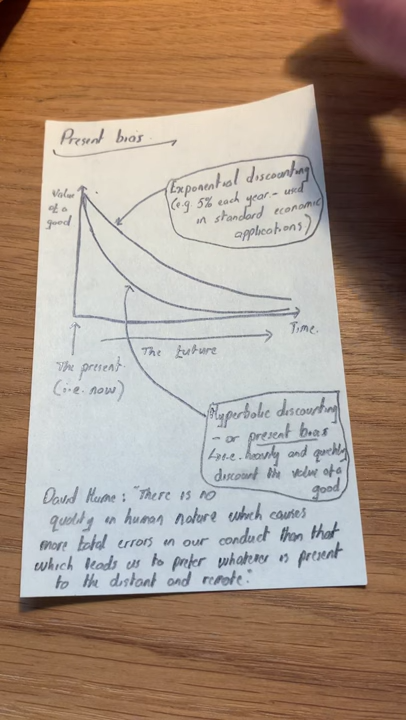 Present bias.
Value
of a
good
Exponential discounting
(e.g. 5% each year - used
in standard economic
applications)
Time.
The future
The present
(i.e. now)
Hyperbolic discounting
- or present bias
i.e. heavily and quickly
discount the value of a
good
David Hume: "There is no
quality in human nature which causes
more total errors in our conduct than that
which leads us to prefer whatever is present
to the distant and remote."